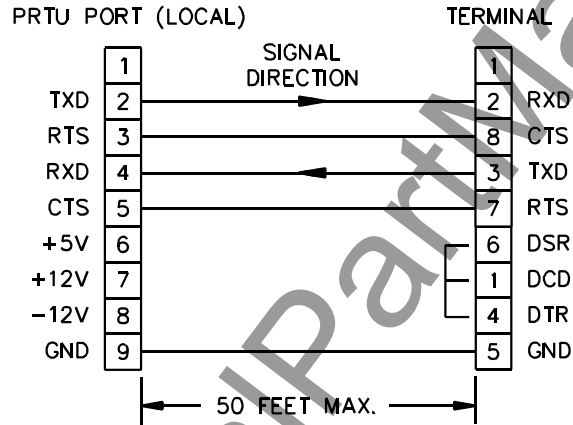 PRTU PORT (LOCAL) TERMINAL
1 SIGNAL DIRECTION 1
TXD 2 2 RXD
RTS 3 8 CTS
RXD 4 3 TXD
CTS 5 7 RTS
+5V 6 6 DSR
+12V 7 1 DCD
-12V 8 4 DTR
GND 9 5 GND
50 FEET MAX.